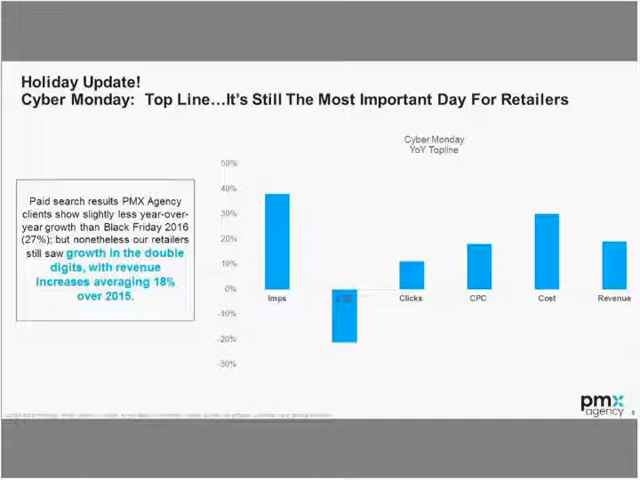 Holiday Update!
Cyber Monday: Top Line…It's Still The Most Important Day For Retailers
Cyber Monday
YoY Topline
Paid search results PMX Agency
clients show slightly less year-over-
year growth than Black Friday 2016
(27%); but nonetheless our retailers
still saw growth in the double
digits, with revenue
increases averaging 18%
over 2015.
50%
40%
30%
20%
10%
0%
-10%
-20%
-30%
Imps
Clicks
CPC
Cost
Revenue
pmx
agency